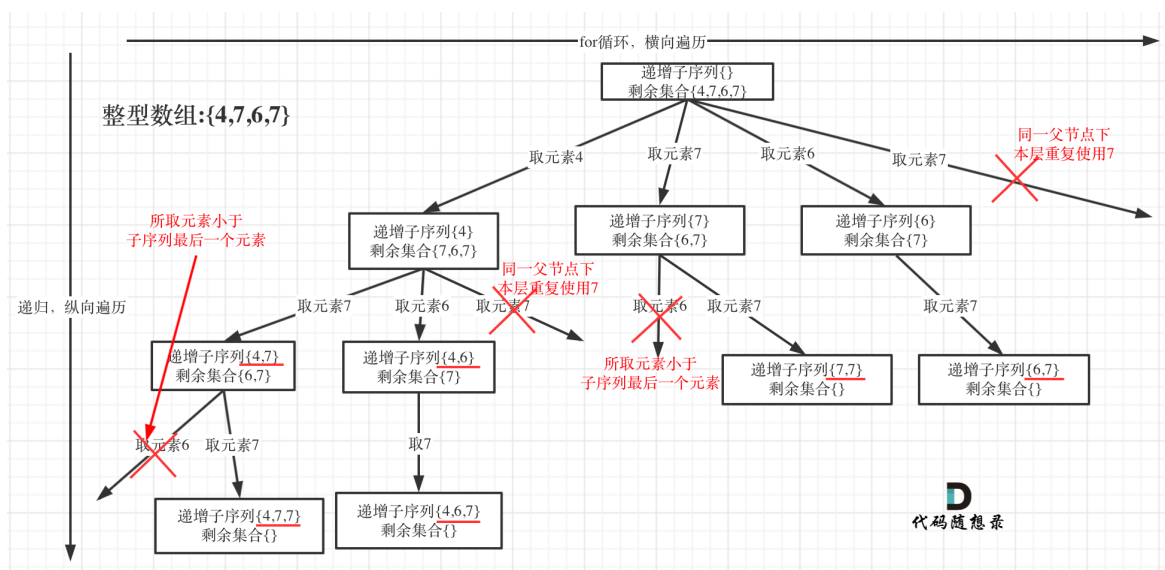 for循环，横向遍历
递增子序列{}
剩余集合{4,7,6,7}
整型数组:{4,7,6,7}
同一父节点下
本层重复使用7
取元素4
取元素7
取元素6
取元素7
所取元素小于
子序列最后一个元素
递增子序列{4}
剩余集合{7,6,7}
递增子序列{7}
剩余集合{6,7}
递增子序列{6}
剩余集合{7}
同一父节点下
本层重复使用7
递归，纵向遍历
取元素7
取元素6
取元素7
取元素6
取元素7
取元素7
递增子序列{4,7}
剩余集合{6,7}
递增子序列{4,6}
剩余集合{7}
所取元素小于
子序列最后一个元素
递增子序列{7,7}
剩余集合{}
递增子序列{6,7}
剩余集合{}
取元素6
取元素7
取7
递增子序列{4,7,7}
剩余集合{}
递增子序列{4,6,7}
剩余集合{}
代码随想录